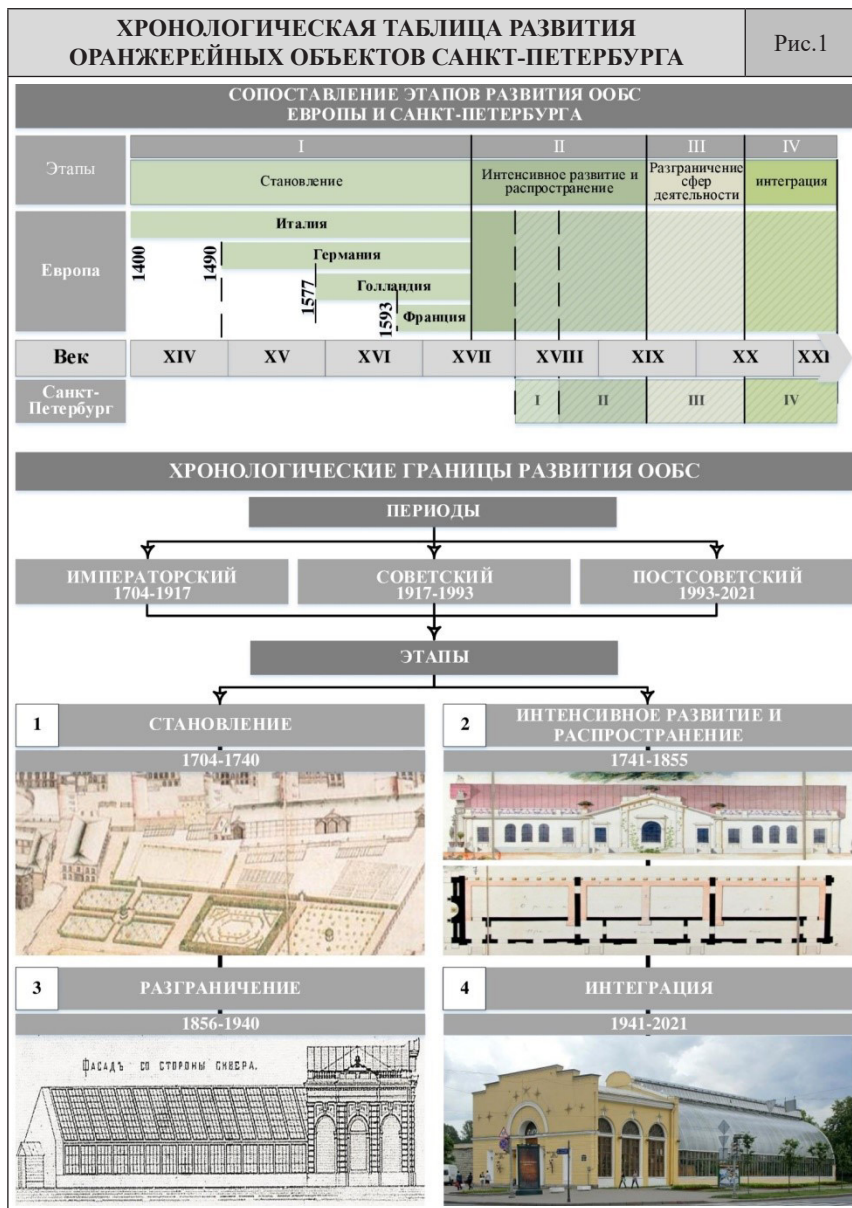 ХРОНОЛОГИЧЕСКАЯ ТАБЛИЦА РАЗВИТИЯ
ОРАНЖЕРЕЙНЫХ ОБЪЕКТОВ САНКТ-ПЕТЕРБУРГА
Рис.1
СОПОСТАВЛЕНИЕ ЭТАПОВ РАЗВИТИЯ ООБС
ЕВРОПЫ И САНКТ-ПЕТЕРБУРГА
Этапы
I
II
III
IV
Становление
Интенсивное развитие и
распространение
Разграничение
сфер
деятельности
интеграция
Европа
Италия
1400
1490
Германия
1577
Голландия
1593
Франция
Век
XIV
XV
XVI
XVII
XVIII
XIX
XX
XXI
Санкт-
Петербург
I
II
III
IV
ХРОНОЛОГИЧЕСКИЕ ГРАНИЦЫ РАЗВИТИЯ ООБС
ПЕРИОДЫ
ИМПЕРАТОРСКИЙ
1704-1917
СОВЕТСКИЙ
1917-1993
ПОСТСОВЕТСКИЙ
1993-2021
ЭТАПЫ
1
СТАНОВЛЕНИЕ
1704-1740
2
ИНТЕНСИВНОЕ РАЗВИТИЕ И
РАСПРОСТРАНЕНИЕ
1741-1855
3
РАЗГРАНИЧЕНИЕ
1856-1940
ФАСАДЪ СО СТОРОНЫ СКВЕРА.
4
ИНТЕГРАЦИЯ
1941-2021